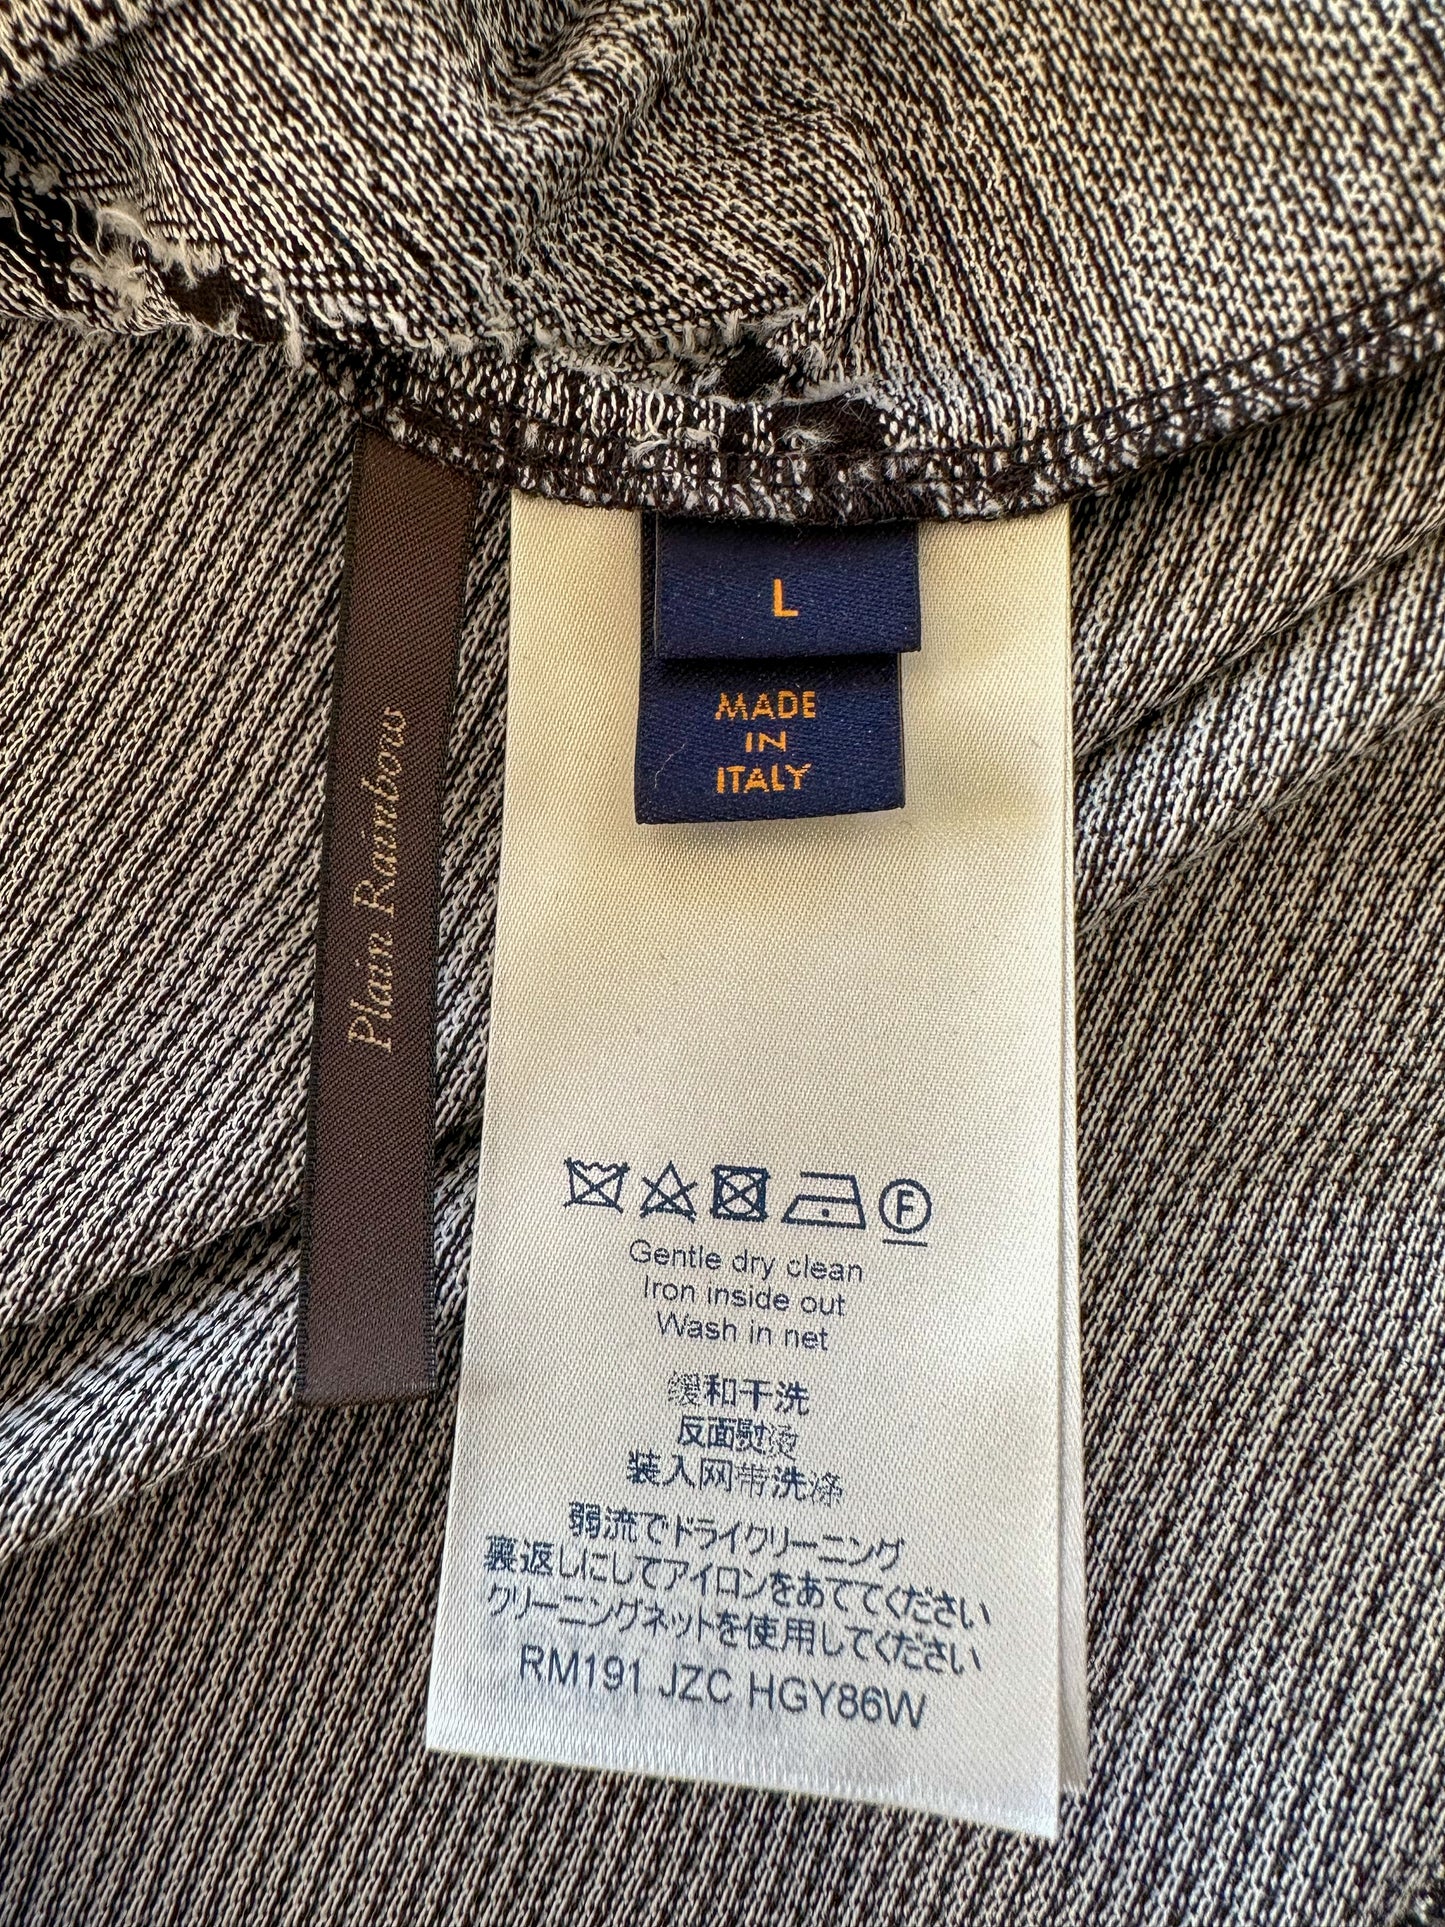 L
MADE
IN
ITALY
Plain Rainbow
F
Gentle dry clean
Iron inside out
Wash in net
缓和干洗
反面熨烫
装入网带洗涤
弱流でドライクリーニング
裏返しにしてアイロンをあててください
クリーニングネットを使用してください
RM191 JZC HGY86W